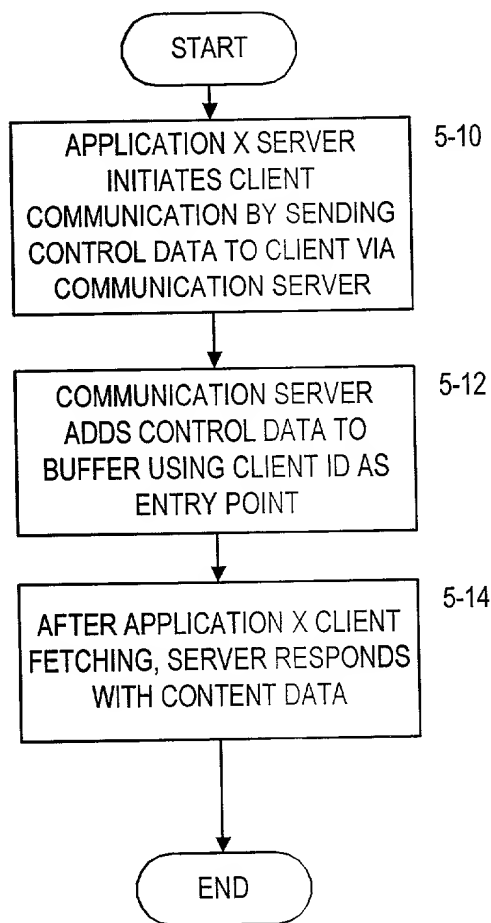 START
5-10
APPLICATION X SERVER
INITIATES CLIENT
COMMUNICATION BY SENDING
CONTROL DATA TO CLIENT VIA
COMMUNICATION SERVER
5-12
COMMUNICATION SERVER
ADDS CONTROL DATA TO
BUFFER USING CLIENT ID AS
ENTRY POINT
5-14
AFTER APPLICATION X CLIENT
FETCHING, SERVER RESPONDS
WITH CONTENT DATA
END